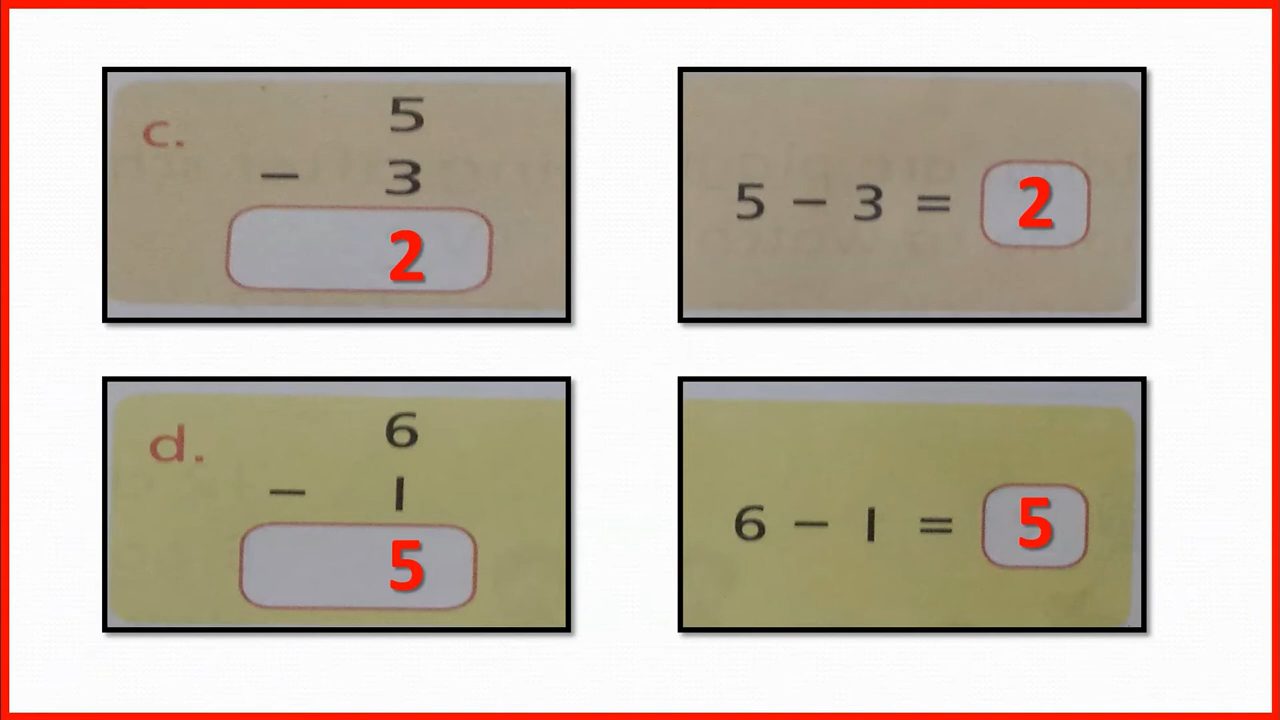 c.
5
− 3
2
5 − 3 = 2
d.
6
− 1
5
6 − 1 = 5